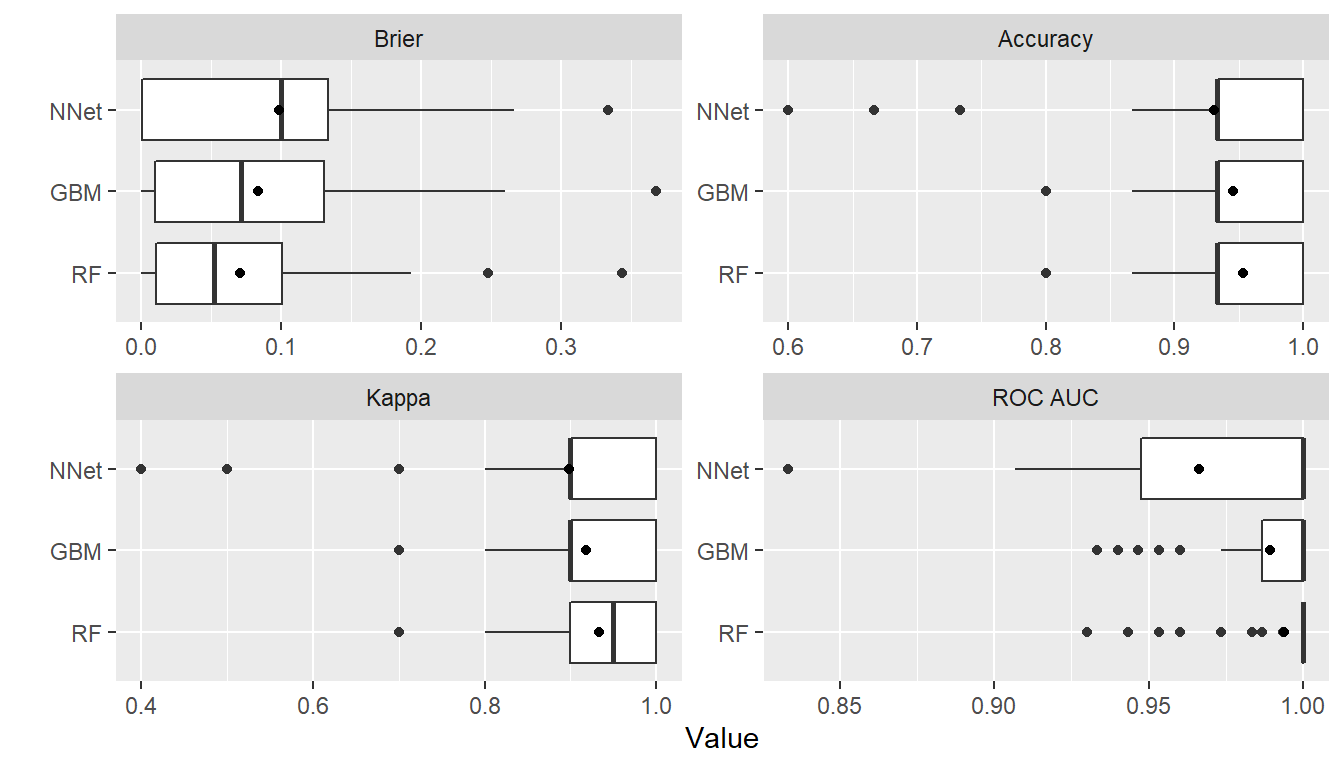 Brier
NNet
GBM
RF
0.0 0.1 0.2 0.3
Accuracy
NNet
GBM
RF
0.6 0.7 0.8 0.9 1.0
Kappa
NNet
GBM
RF
0.4 0.6 0.8 1.0
ROC AUC
NNet
GBM
RF
0.85 0.90 0.95 1.00
Value